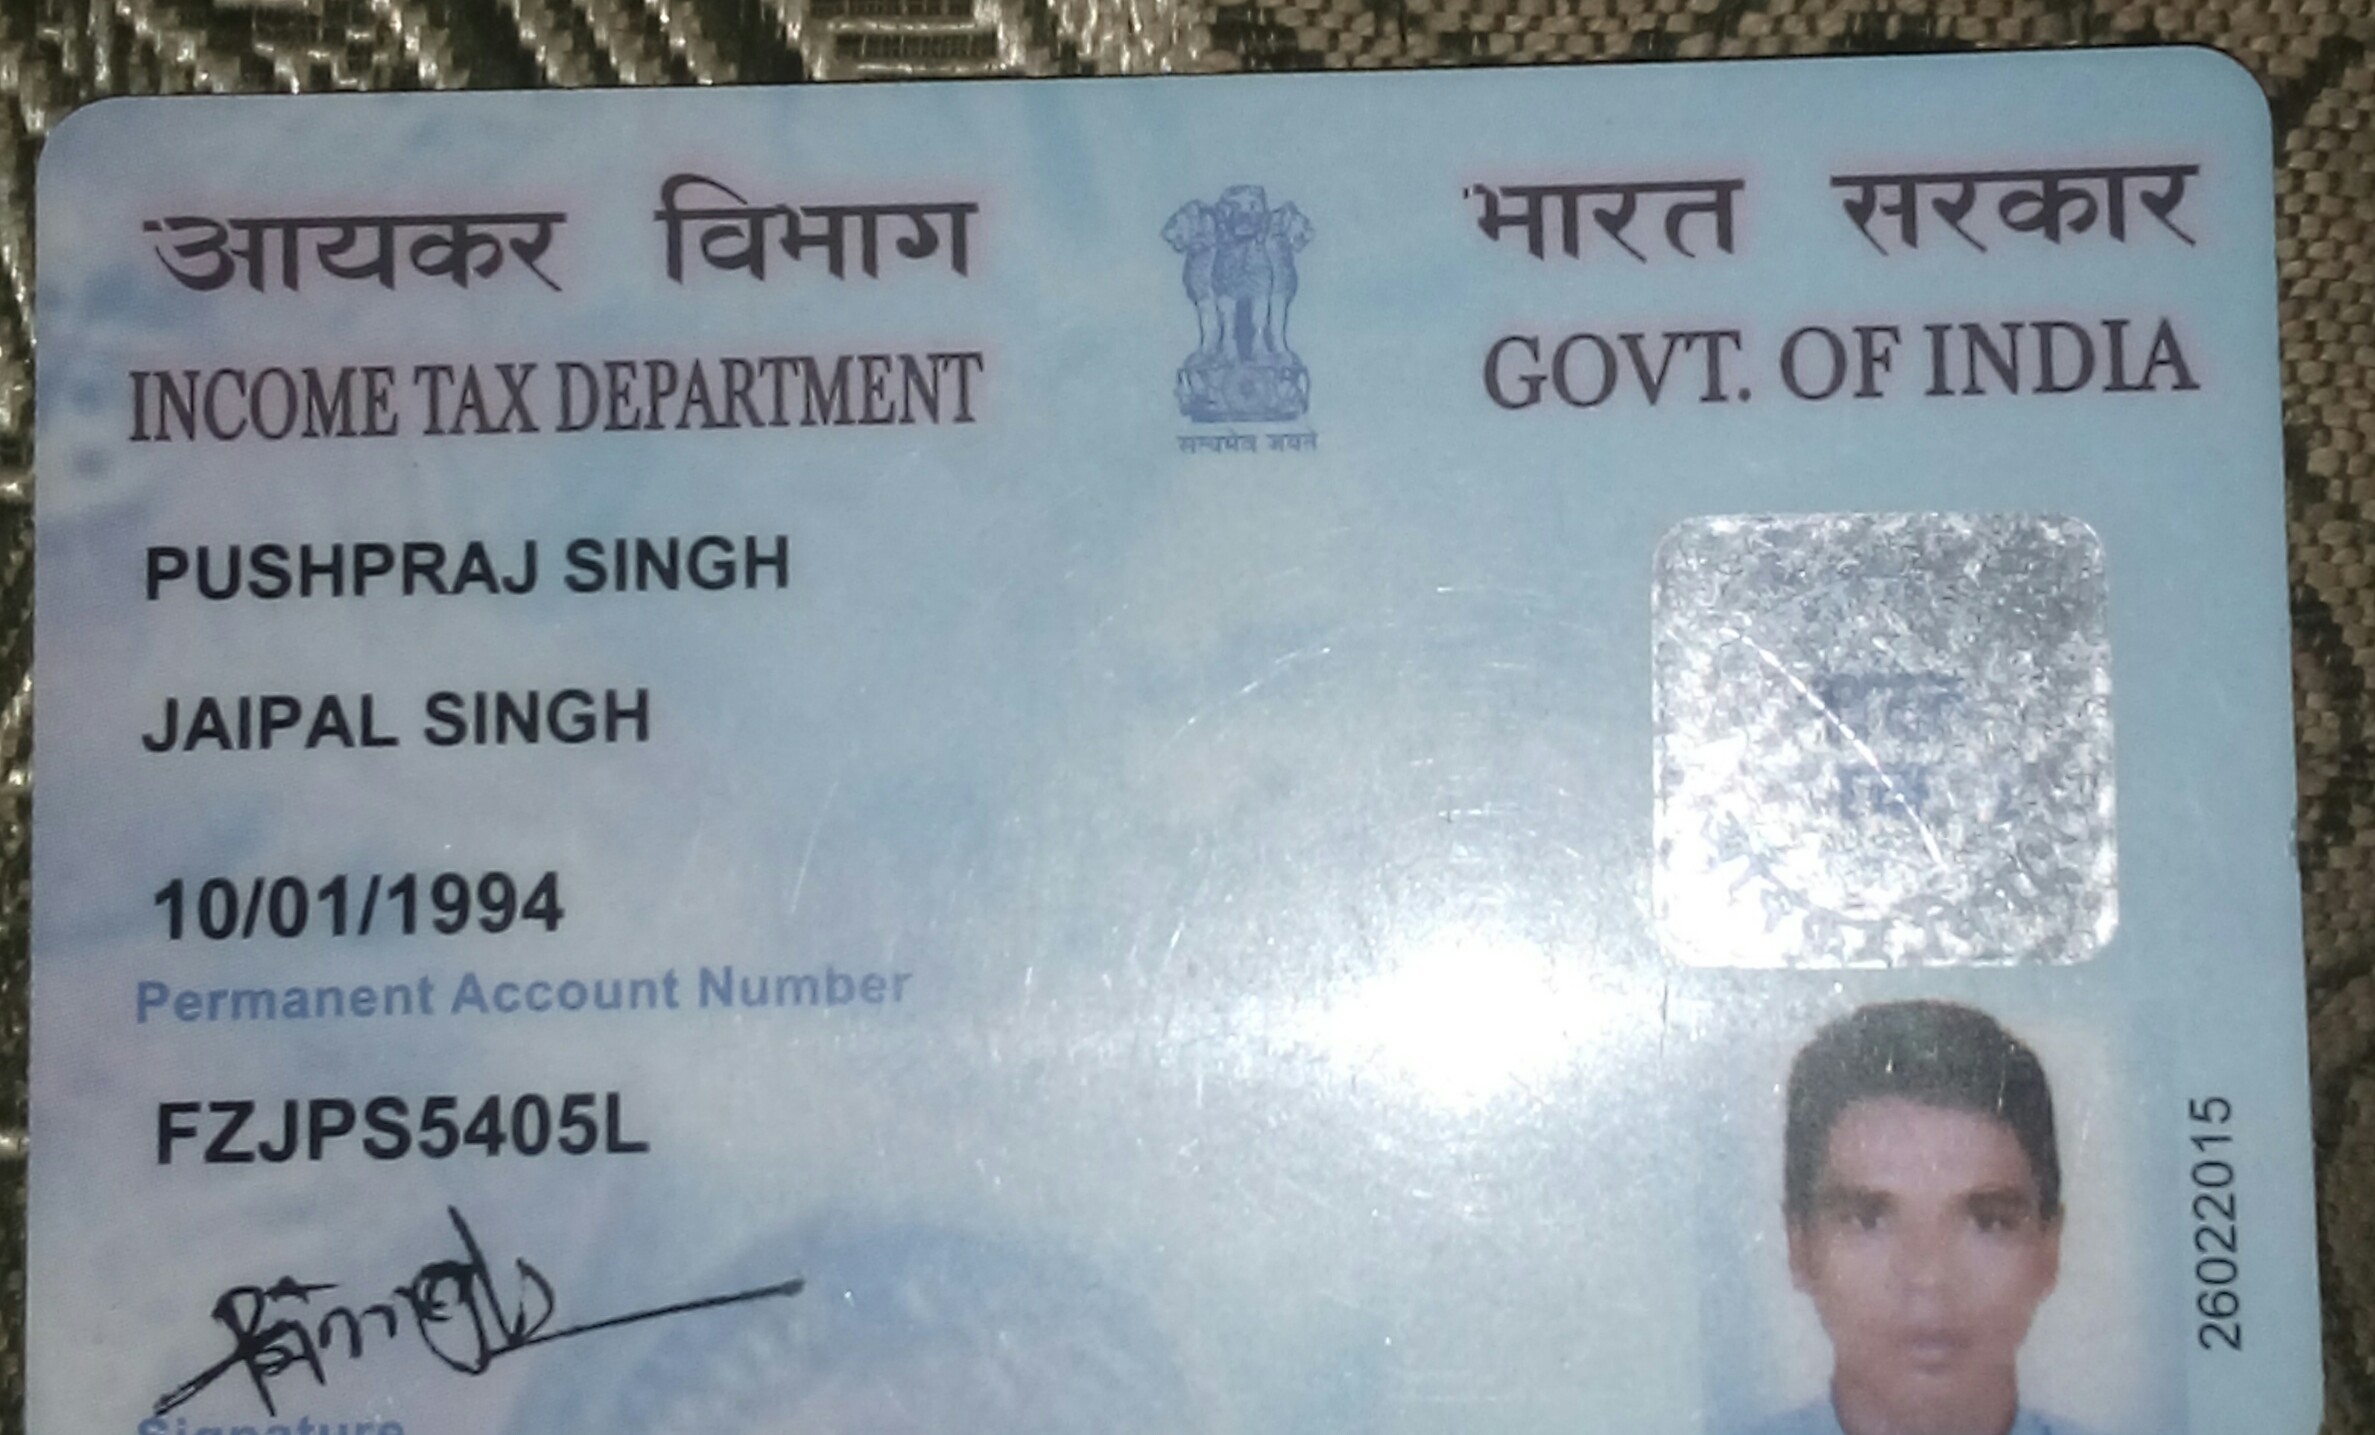 आयकर विभाग
INCOME TAX DEPARTMENT
सत्यमेव जयते
भारत सरकार
GOVT. OF INDIA
PUSHPRAJ SINGH
JAIPAL SINGH
10/01/1994
Permanent Account Number
FZJPS5405L
Signature
26022015